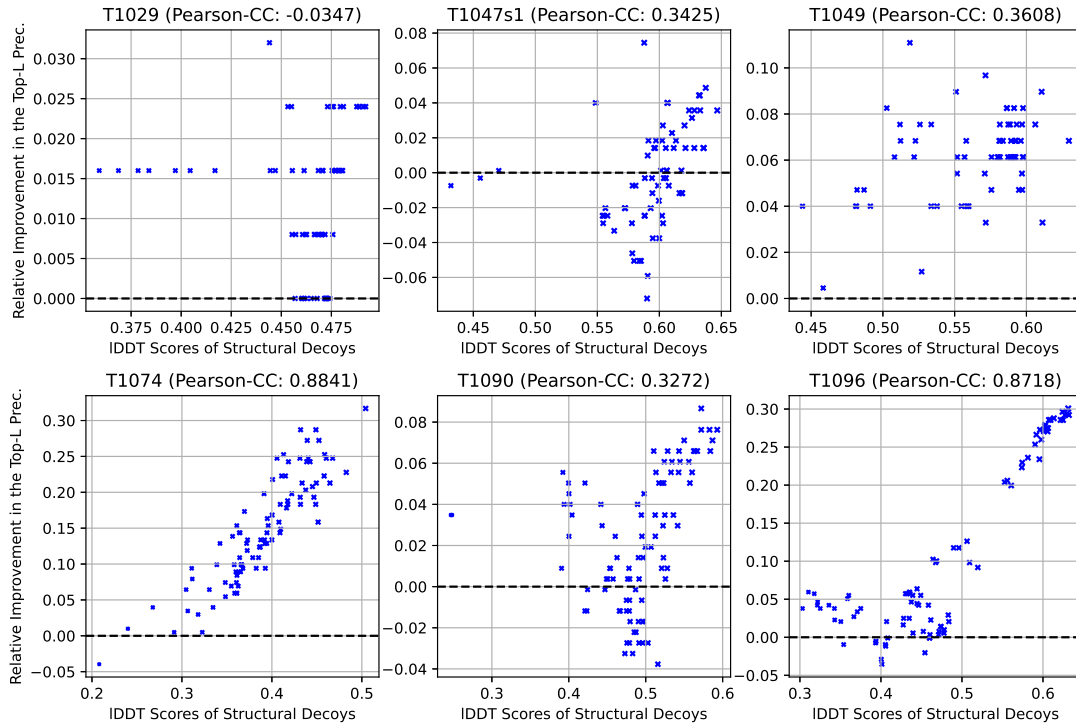 T1029 (Pearson-CC: -0.0347)
T1047s1 (Pearson-CC: 0.3425)
T1049 (Pearson-CC: 0.3608)
Relative Improvement in the Top-L Prec.
0.030
0.025
0.020
0.015
0.010
0.005
0.000
0.375 0.400 0.425 0.450 0.475
lDDT Scores of Structural Decoys
0.08
0.06
0.04
0.02
0.00
−0.02
−0.04
−0.06
0.45 0.50 0.55 0.60 0.65
lDDT Scores of Structural Decoys
0.10
0.08
0.06
0.04
0.02
0.00
0.45 0.50 0.55 0.60
lDDT Scores of Structural Decoys
T1074 (Pearson-CC: 0.8841)
T1090 (Pearson-CC: 0.3272)
T1096 (Pearson-CC: 0.8718)
Relative Improvement in the Top-L Prec.
0.30
0.25
0.20
0.15
0.10
0.05
0.00
−0.05
0.2 0.3 0.4 0.5
lDDT Scores of Structural Decoys
0.08
0.06
0.04
0.02
0.00
−0.02
−0.04
0.3 0.4 0.5 0.6
lDDT Scores of Structural Decoys
0.30
0.25
0.20
0.15
0.10
0.05
0.00
−0.05
0.3 0.4 0.5 0.6
lDDT Scores of Structural Decoys